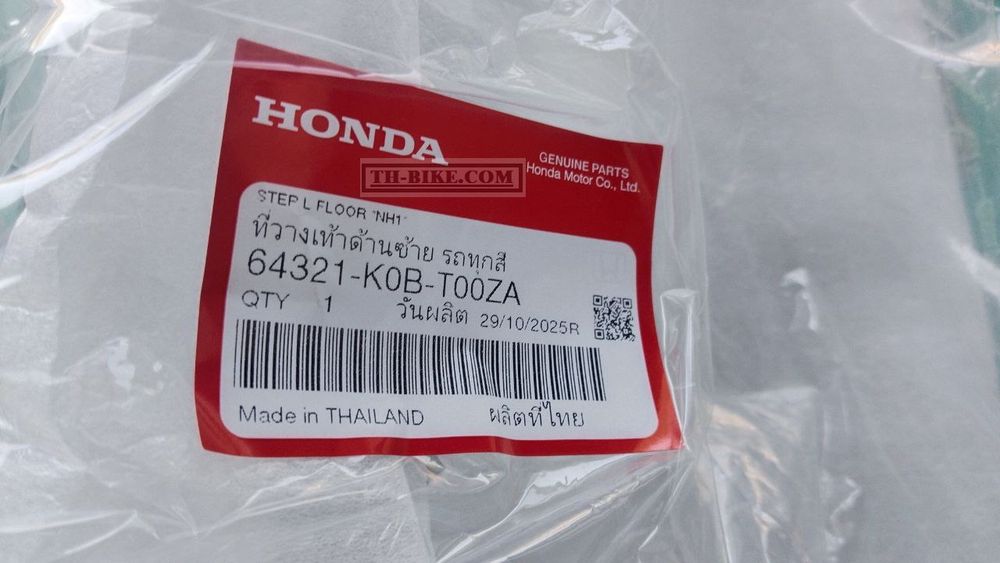 HONDA
GENUINE PARTS
Honda Motor Co., Ltd.
TH-BIKE.COM
STEP L FLOOR "NH1"
ที่วางเท้าด้านซ้าย รถทุกสี
64321-K0B-T00ZA
QTY 1 วันผลิต 29/10/2025R
Made in THAILAND ผลิตที่ไทย